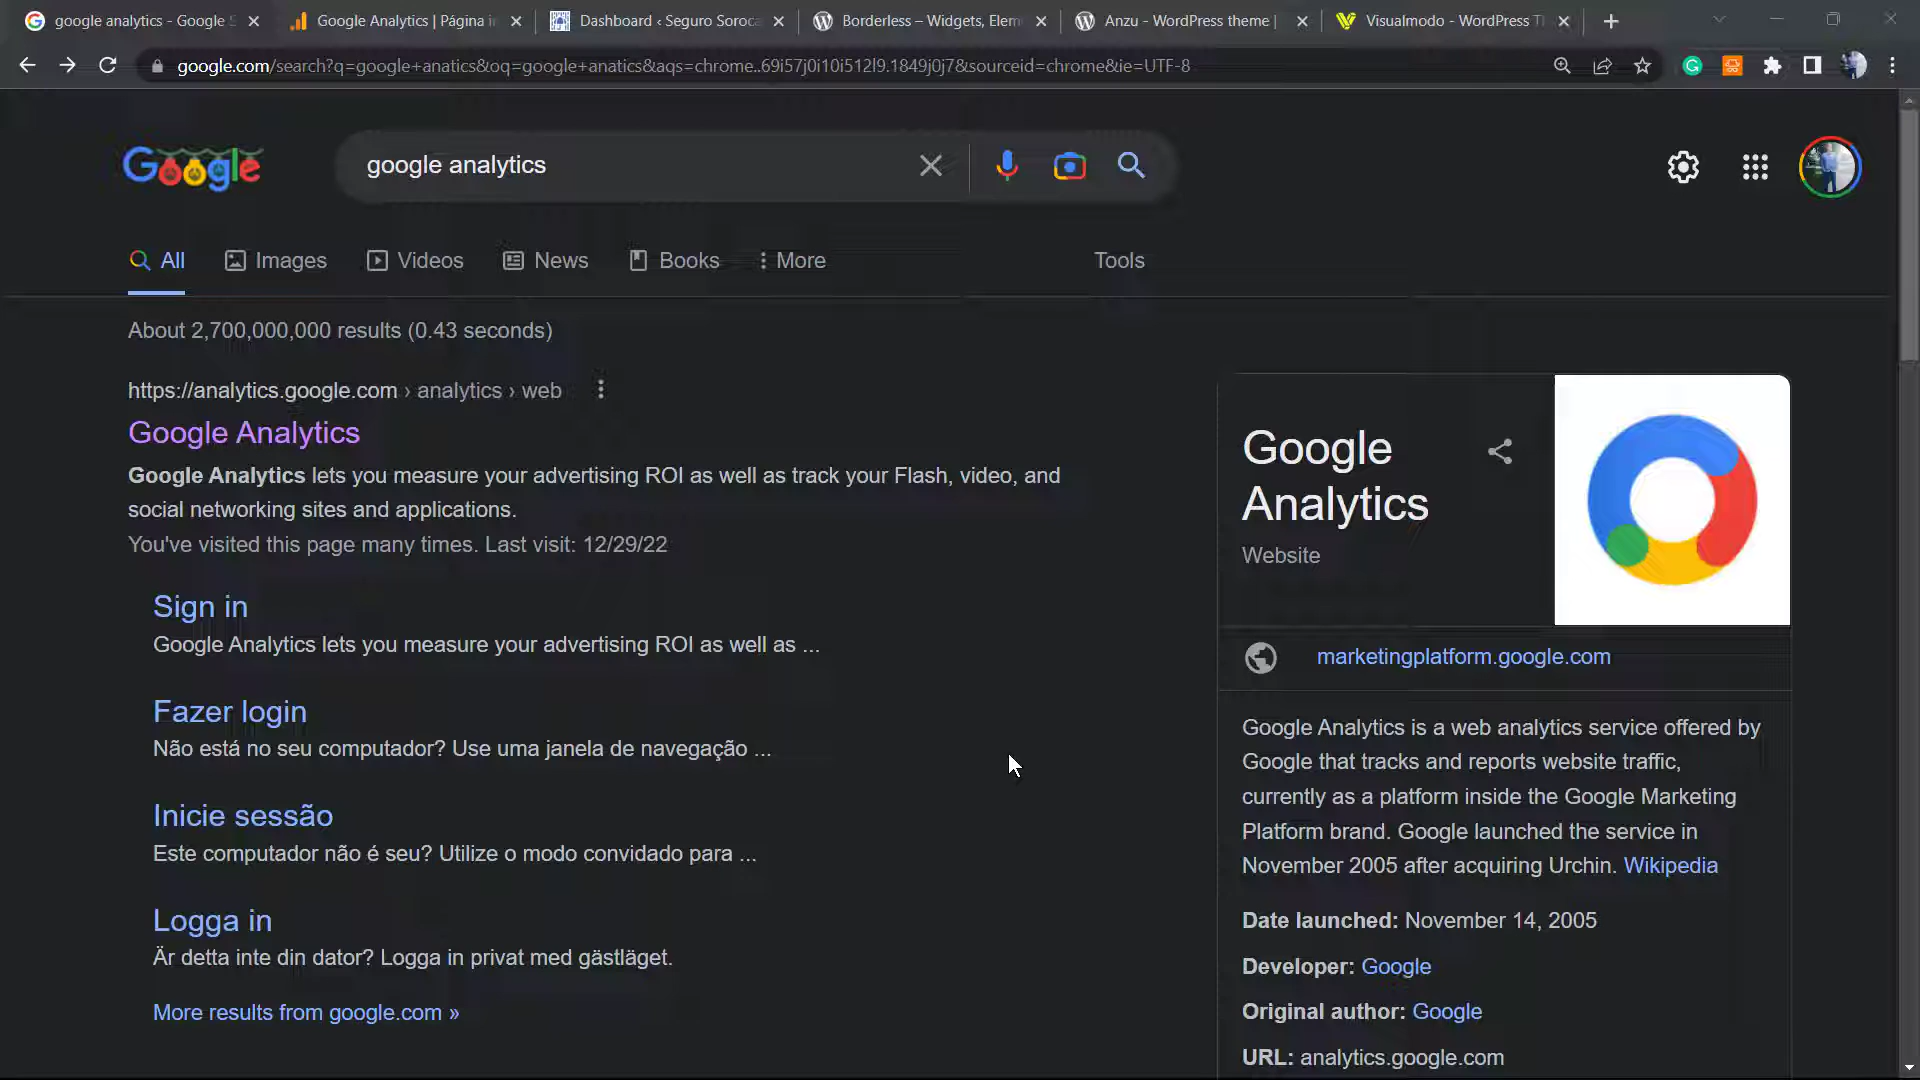 google analytics - Google S
Google Analytics | Página in
Dashboard ‹ Seguro Soroca
Borderless – Widgets, Elem
Anzu - WordPress theme |
Visualmodo - WordPress T
google.com/search?q=google+anatics&oq=google+anatics&aqs=chrome..69i57j0i10i512l9.1849j0j7&sourceid=chrome&ie=UTF-8
Google
google analytics
All
Images
Videos
News
Books
More
Tools
About 2,700,000,000 results (0.43 seconds)
https://analytics.google.com › analytics › web
Google Analytics
Google Analytics lets you measure your advertising ROI as well as track your Flash, video, and
social networking sites and applications.
You've visited this page many times. Last visit: 12/29/22
Sign in
Google Analytics lets you measure your advertising ROI as well as ...
Fazer login
Não está no seu computador? Use uma janela de navegação ...
Inicie sessão
Este computador não é seu? Utilize o modo convidado para ...
Logga in
Är detta inte din dator? Logga in privat med gästläget.
More results from google.com »
Google
Analytics
Website
marketingplatform.google.com
Google Analytics is a web analytics service offered by
Google that tracks and reports website traffic,
currently as a platform inside the Google Marketing
Platform brand. Google launched the service in
November 2005 after acquiring Urchin. Wikipedia
Date launched: November 14, 2005
Developer: Google
Original author: Google
URL: analytics.google.com